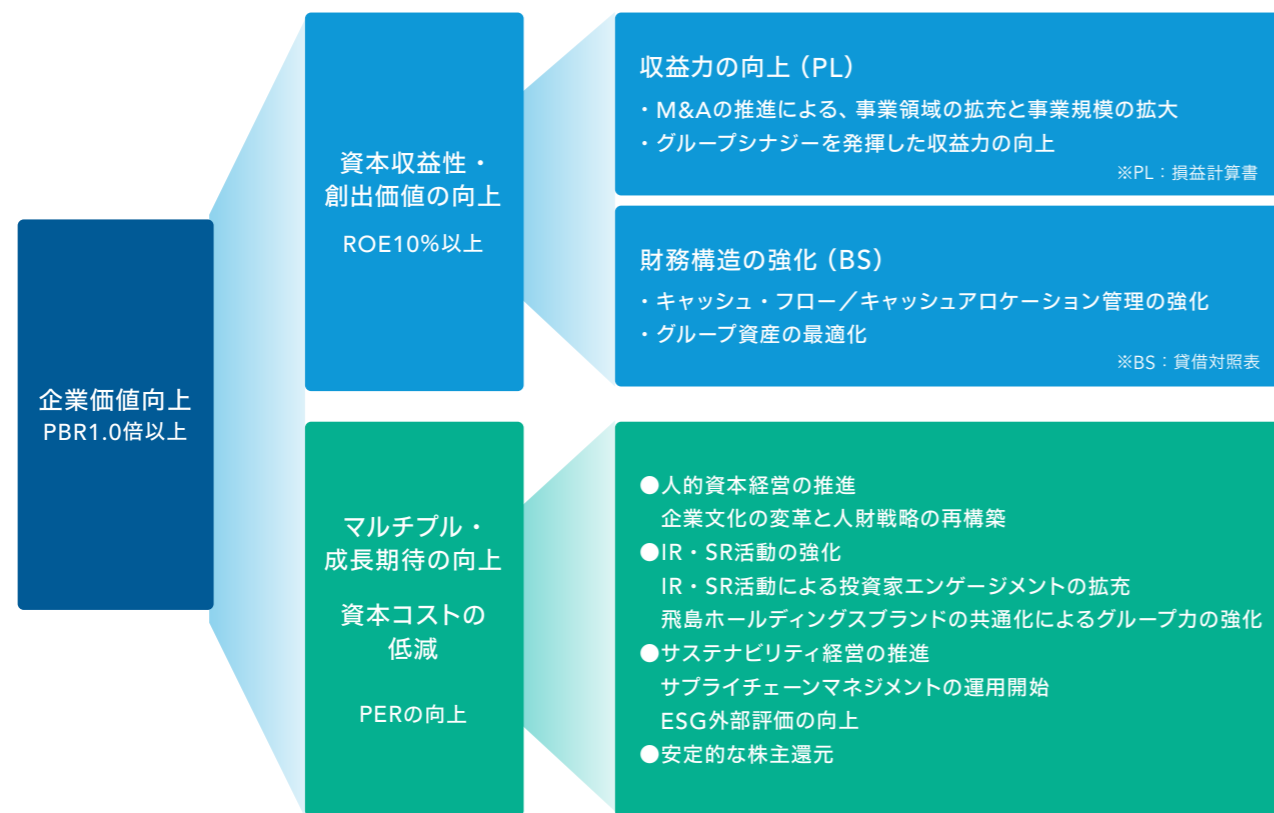 企業価値向上
PBR1.0倍以上
資本収益性・
創出価値の向上
ROE10%以上
収益力の向上（PL）
・M&Aの推進による、事業領域の拡充と事業規模の拡大
・グループシナジーを発揮した収益力の向上
※PL：損益計算書
財務構造の強化（BS）
・キャッシュ・フロー／キャッシュアロケーション管理の強化
・グループ資産の最適化
※BS：貸借対照表
マルチプル・
成長期待の向上
資本コストの
低減
PERの向上
●人的資本経営の推進
企業文化の変革と人財戦略の再構築
●IR・SR活動の強化
IR・SR活動による投資家エンゲージメントの拡充
飛島ホールディングスブランドの共通化によるグループ力の強化
●サステナビリティ経営の推進
サプライチェーンマネジメントの運用開始
ESG外部評価の向上
●安定的な株主還元